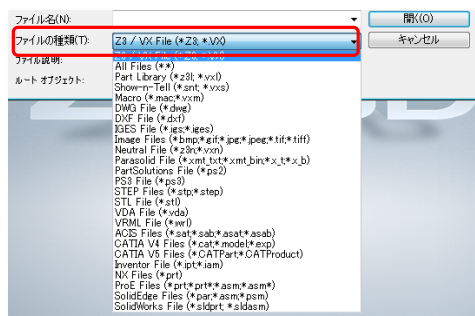 ファイル名(N):
開く(O)
ファイルの種類(T):
Z3 / VX File (*.Z3; *.VX)
キャンセル
ファイル説明:
Z3 / VX File (*.Z3; *.VX)
ルート オブジェクト:
All Files (*.*)
Part Library (*.z3l; *.vxl)
Show-n-Tell (*.snt; *.vxs)
Macro (*.mac;*.vxm)
DWG File (*.dwg)
DXF File (*.dxf)
IGES File (*.igs;*.iges)
Image Files (*.bmp;*.gif;*.jpg;*.jpeg;*.tif;*.tiff)
Neutral File (*.z3n;*.vxn)
Parasolid File (*.xmt_txt;*.xmt_bin;*.x_t;*.x_b)
PartSolutions File (*.ps2)
PS3 File (*.ps3)
STEP Files (*.stp;*.step)
STL File (*.stl)
VDA File (*.vda)
VRML File (*.wrl)
ACIS Files (*.sat;*.sab;*.asat;*.asab)
CATIA V4 Files (*.cat;*.model;*.exp)
CATIA V5 Files (*.CATPart;*.CATProduct)
Inventor File (*.ipt;*.iam)
NX Files (*.prt)
ProE Files (*.prt;*.prt*;*.asm;*.asm*)
SolidEdge Files (*.par;*.asm;*.psm)
SolidWorks File (*.sldprt; *.sldasm)